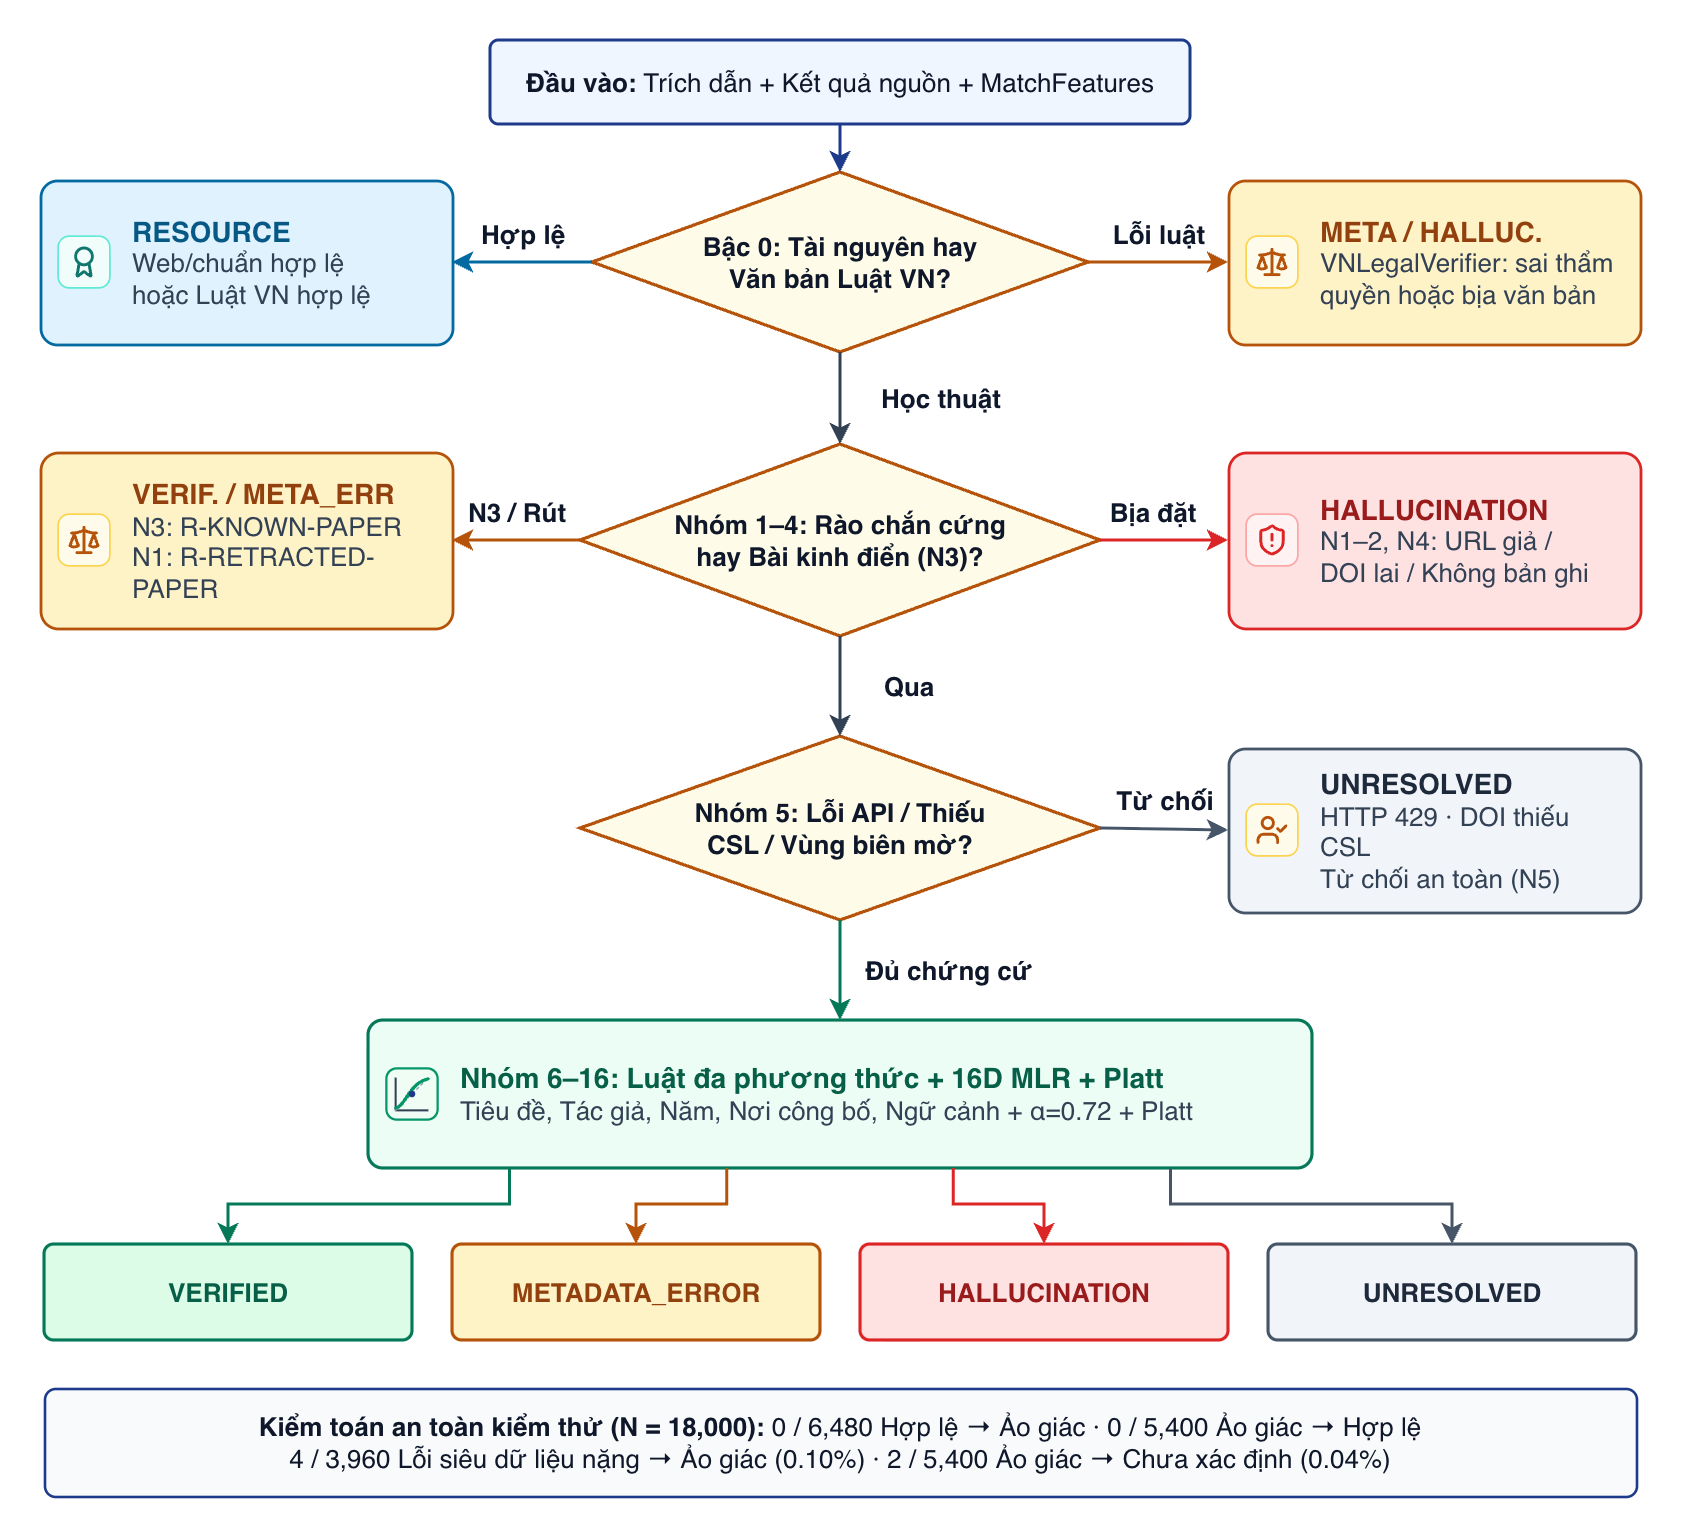 Đầu vào: Trích dẫn + Kết quả nguồn + MatchFeatures
RESOURCE
Web/chuẩn hợp lệ
hoặc Luật VN hợp lệ
Hợp lệ
Bậc 0: Tài nguyên hay
Văn bản Luật VN?
Lỗi luật
META / HALLUC.
VNLegalVerifier: sai thẩm
quyền hoặc bịa văn bản
Học thuật
VERIF. / META_ERR
N3: R-KNOWN-PAPER
N1: R-RETRACTED-
PAPER
N3 / Rút
Nhóm 1–4: Rào chắn cứng
hay Bài kinh điển (N3)?
Bịa đặt
HALLUCINATION
N1–2, N4: URL giả /
DOI lai / Không bản ghi
Qua
Nhóm 5: Lỗi API / Thiếu
CSL / Vùng biên mờ?
Từ chối
UNRESOLVED
HTTP 429 · DOI thiếu
CSL
Từ chối an toàn (N5)
Đủ chứng cứ
Nhóm 6–16: Luật đa phương thức + 16D MLR + Platt
Tiêu đề, Tác giả, Năm, Nơi công bố, Ngữ cảnh + α=0.72 + Platt
VERIFIED
METADATA_ERROR
HALLUCINATION
UNRESOLVED
Kiểm toán an toàn kiểm thử (N = 18,000): 0 / 6,480 Hợp lệ → Ảo giác · 0 / 5,400 Ảo giác → Hợp lệ
4 / 3,960 Lỗi siêu dữ liệu nặng → Ảo giác (0.10%) · 2 / 5,400 Ảo giác → Chưa xác định (0.04%)